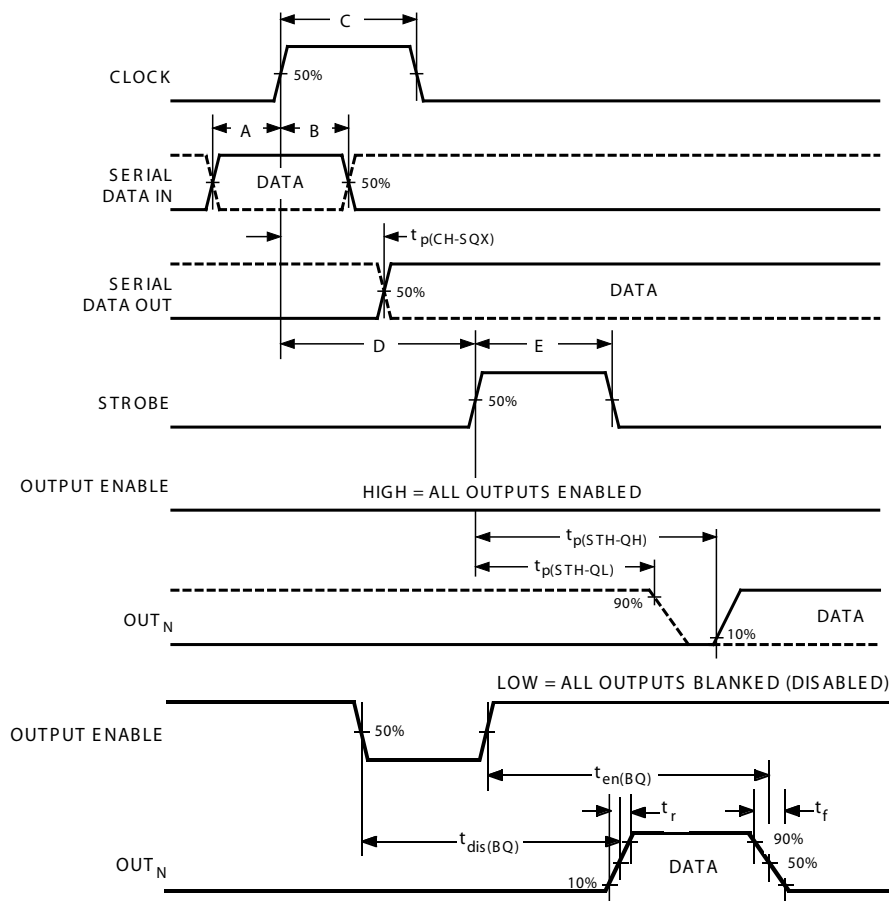 C
CLOCK
50%
A
B
SERIAL
DATA IN
DATA
50%
t p(CH-SQX)
SERIAL
DATA OUT
50%
DATA
D
E
STROBE
50%
OUTPUT ENABLE
HIGH = ALL OUTPUTS ENABLED
t p(STH-QH)
t p(STH-QL)
90%
OUT N
10%
DATA
LOW = ALL OUTPUTS BLANKED (DISABLED)
OUTPUT ENABLE
50%
t en(BQ)
t r
t f
t dis(BQ)
90%
OUT N
DATA
50%
10%